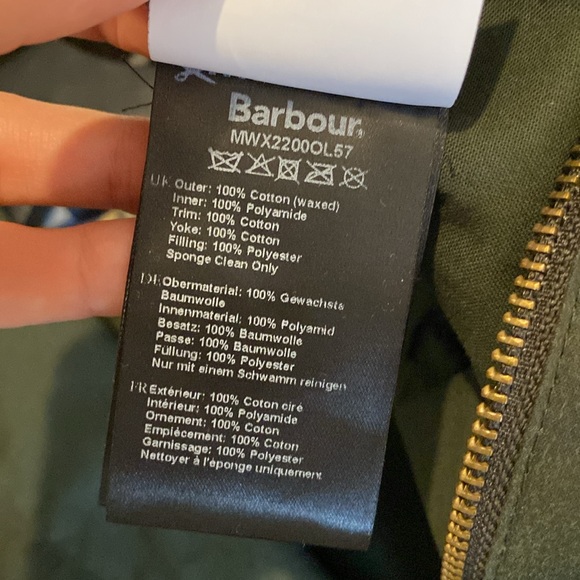 Barbour
MWX2200OL57
UK Outer: 100% Cotton (waxed)
Inner: 100% Polyamide
Trim: 100% Cotton
Yoke: 100% Cotton
Filling: 100% Polyester
Sponge Clean Only
DE Obermaterial: 100% Gewachsts
Baumwolle
Innenmaterial: 100% Polyamid
Besatz: 100% Baumwolle
Passe: 100% Baumwolle
Füllung: 100% Polyester
Nur mit einem Schwamm reinigen
FR Extérieur: 100% Coton ciré
Intérieur: 100% Polyamide
Ornement: 100% Coton
Empiècement: 100% Coton
Garnissage: 100% Polyester
Nettoyer à l'éponge uniquement